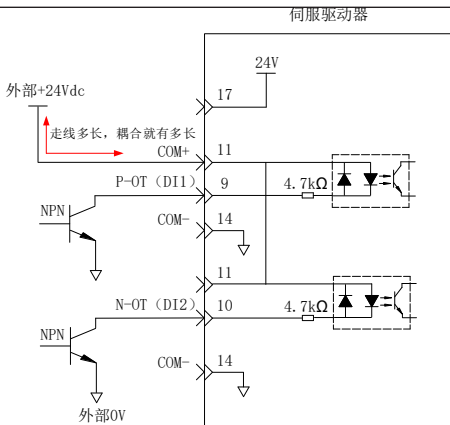 伺服驱动器
24V
外部+24Vdc
17
走线多长，耦合就有多长
COM+
11
P-OT（DI1）
9
4.7kΩ
NPN
COM-
14
11
N-OT（DI2）
10
4.7kΩ
NPN
COM-
14
外部0V